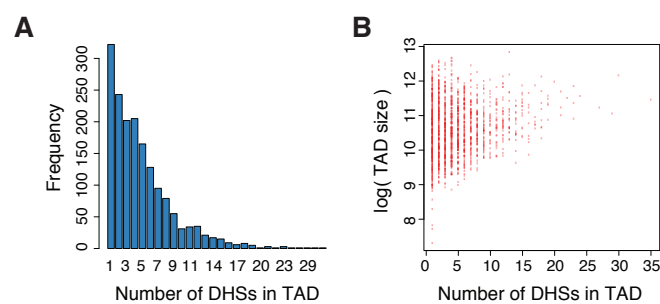 A
Frequency
0 50 100 150 200 250 300
1 3 5 7 9 11 14 17 20 23 29
Number of DHSs in TAD
B
log( TAD size )
8 9 10 11 12 13
0 5 10 15 20 25 30 35
Number of DHSs in TAD